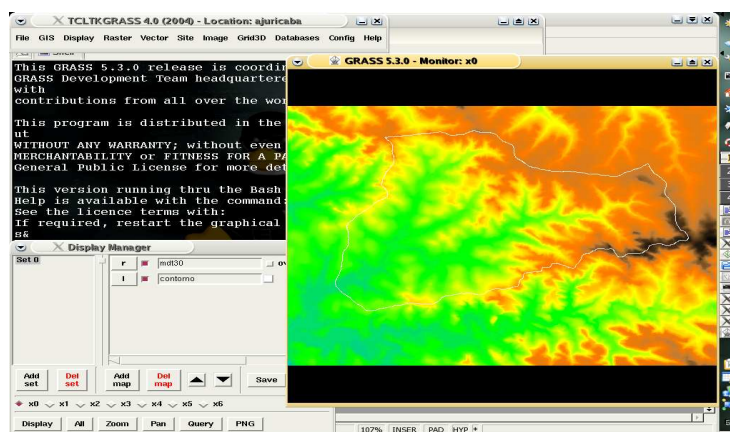 TCLTKGRASS 4.0 (2004) - Location: ajuricaba
File GIS Display Raster Vector Site Image Grid3D Databases Config Help
This GRASS 5.3.0 release is coordin
GRASS Development Team headquartere
with
contributions from all over the wor
This program is distributed in the
ut
WITHOUT ANY WARRANTY; without even
MERCHANTABILITY or FITNESS FOR A PA
General Public License for more det
This version running thru the Bash
Help is available with the command:
See the licence terms with:
If required, restart the graphical
s&
GRASS 5.3.0 - Monitor: x0
Display Manager
Set 0
r mdt30 ov
l contorno
Add set Del set Add map Del map Save
x0 x1 x2 x3 x4 x5 x6
Display All Zoom Pan Query PNG
107% INSER PAD HYP *